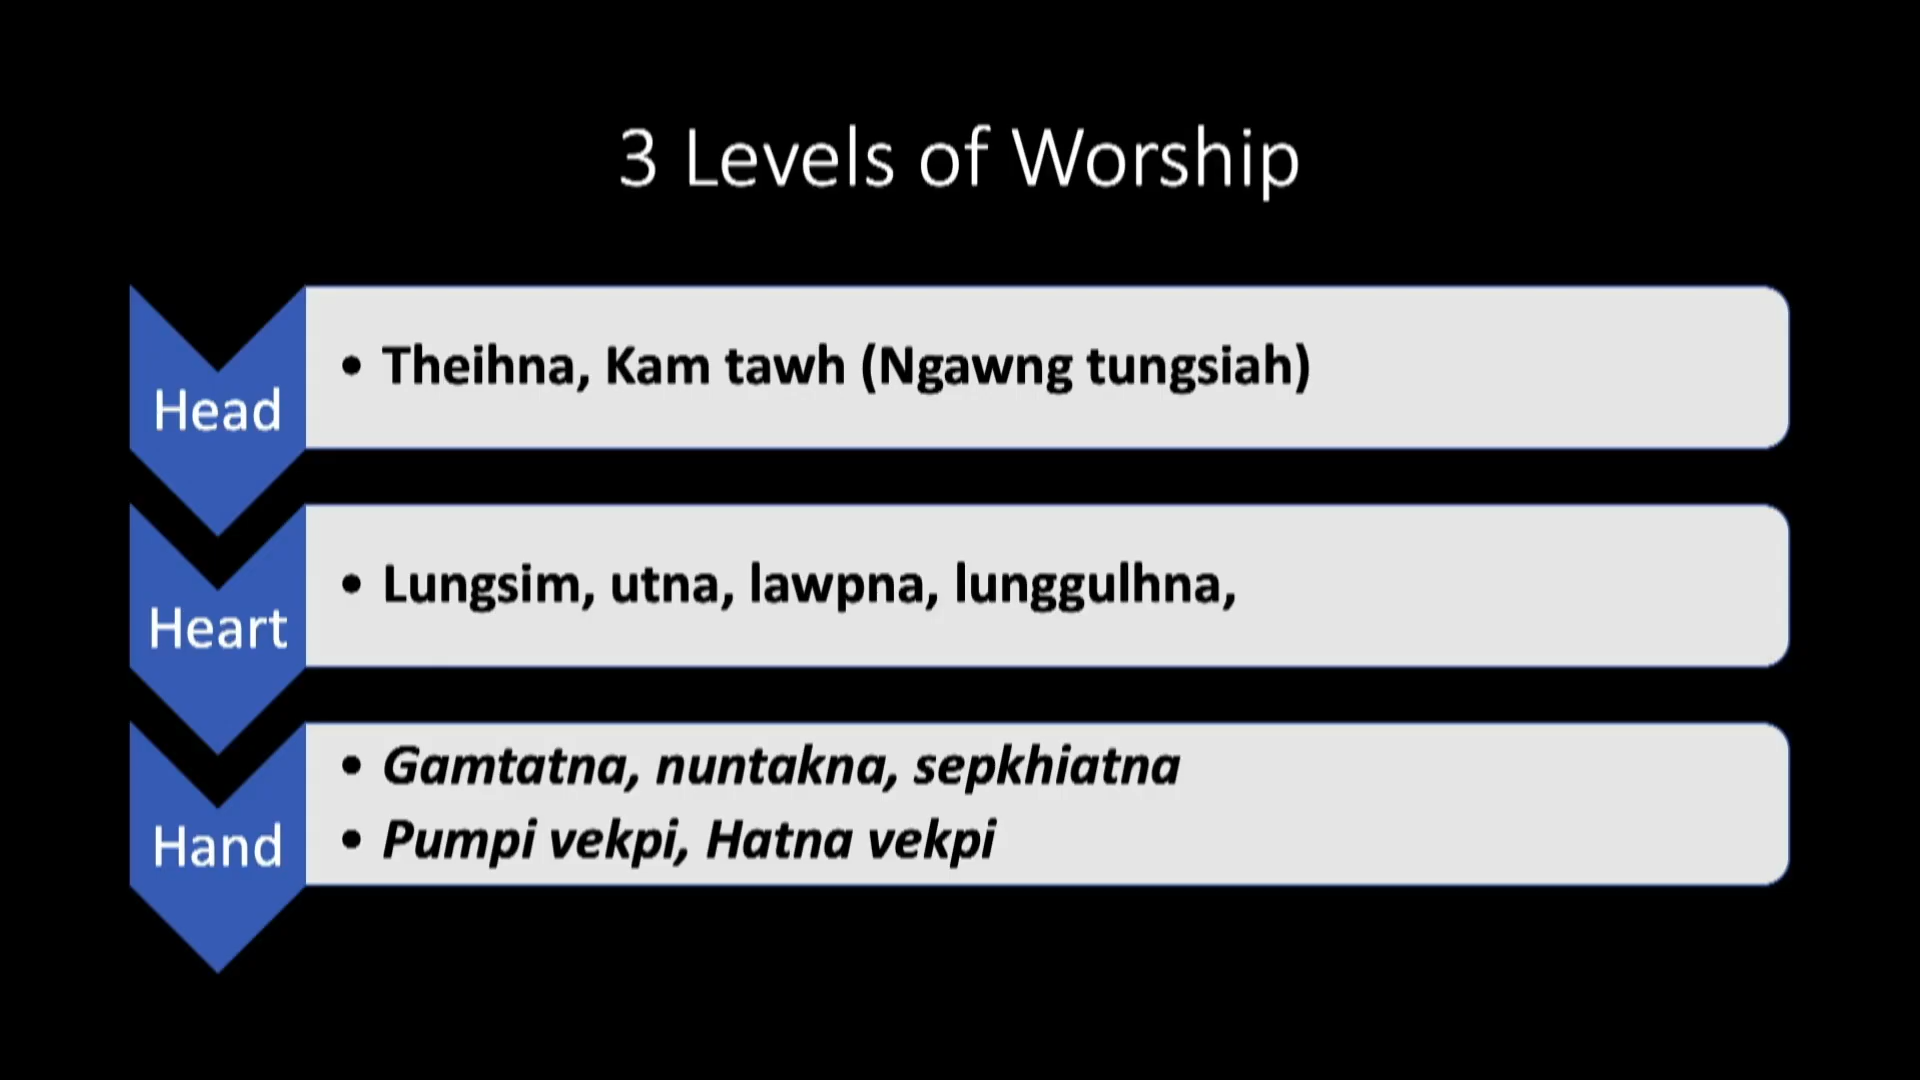 3 Levels of Worship
Head
• Theihna, Kam tawh (Ngawng tungsiah)
Heart
• Lungsim, utna, lawpna, lunggulhna,
Hand
• Gamtatna, nuntakna, sepkhiatna
• Pumpi vekpi, Hatna vekpi